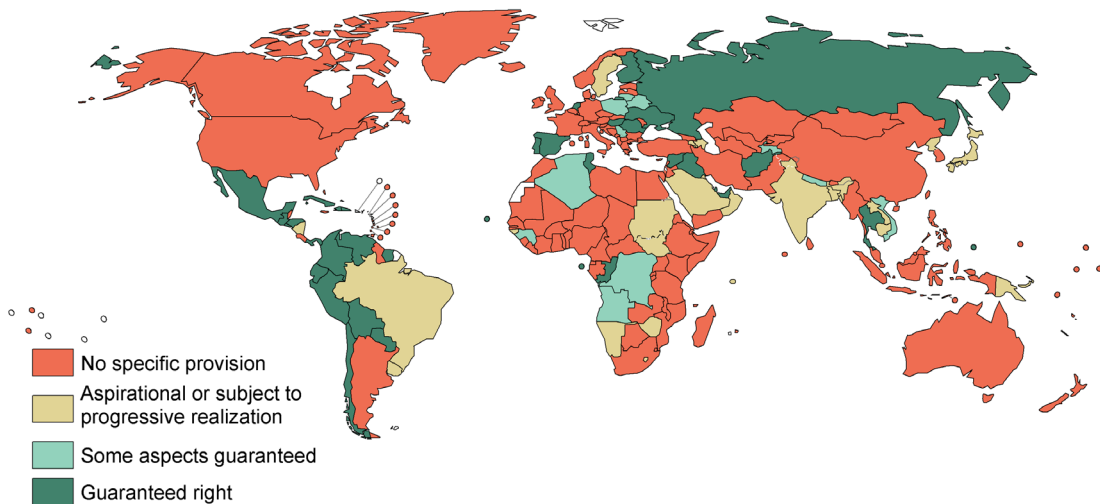 No specific provision
Aspirational or subject to
progressive realization
Some aspects guaranteed
Guaranteed right